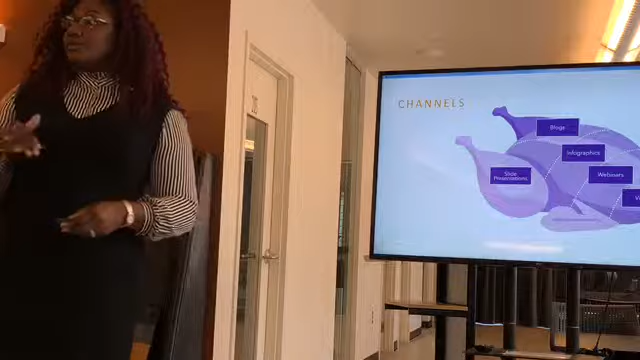 CHANNELS
Blogs
Infographics
Slide
Presentations
Webinars